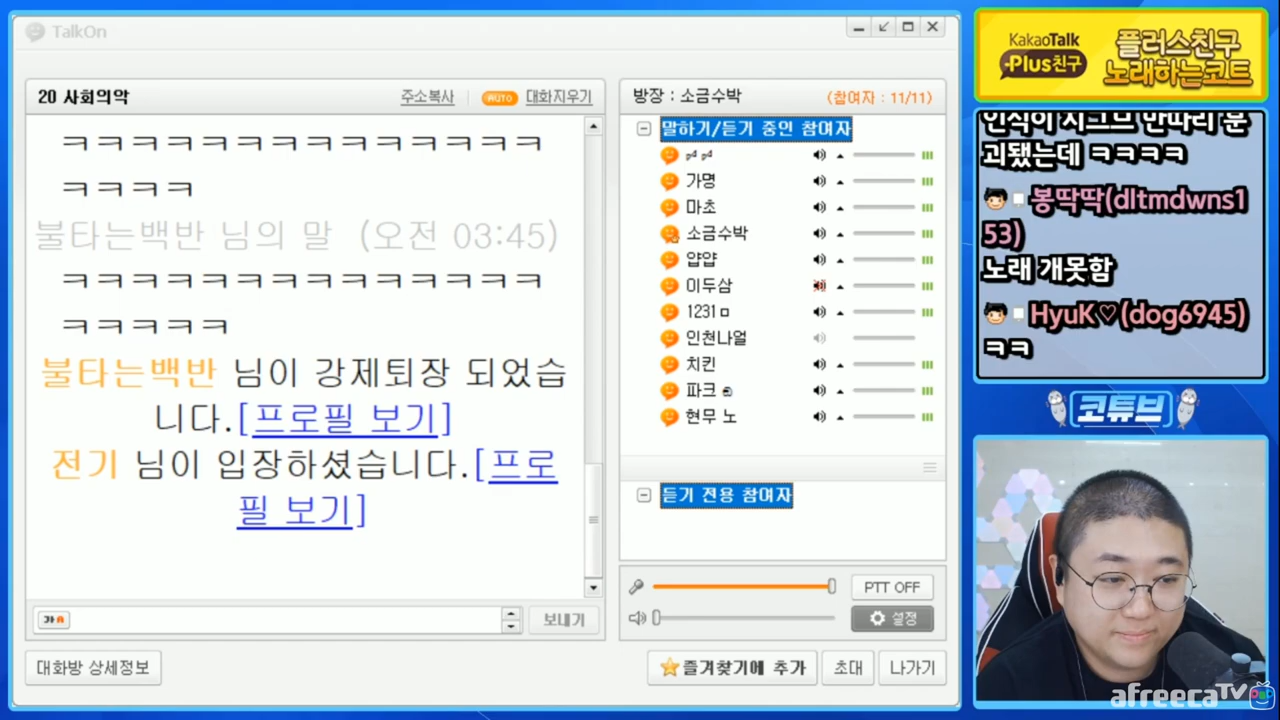 TalkOn
20 사회의악
주소복사
AUTO
대화지우기
ㅋㅋㅋㅋㅋㅋㅋㅋㅋㅋㅋㅋㅋㅋㅋ
ㅋㅋㅋㅋ
불타는백반 님의 말 (오전 03:45)
ㅋㅋㅋㅋㅋㅋㅋㅋㅋㅋㅋㅋㅋㅋㅋ
ㅋㅋㅋㅋㅋ
불타는백반 님이 강제퇴장 되었습
니다.[프로필 보기]
전기 님이 입장하셨습니다.[프로
필 보기]
가A
보내기
대화방 상세정보
방장 : 소금수박
(참여자 : 11/11)
말하기/듣기 중인 참여자
가명
마초
소금수박
얍얍
이두삼
1231ㅁ
인천나얼
치킨
파크
현무 노
듣기 전용 참여자
PTT OFF
설정
즐겨찾기에 추가
초대
나가기
KakaoTalk
Plus친구
플러스친구
노래하는코트
괴됐는데 ㅋㅋㅋㅋ
봉딱딱(dltmdwns1
53)
노래 개못함
HyuK♡(dog6945)
ㅋㅋ
코튜브
afreecaTV